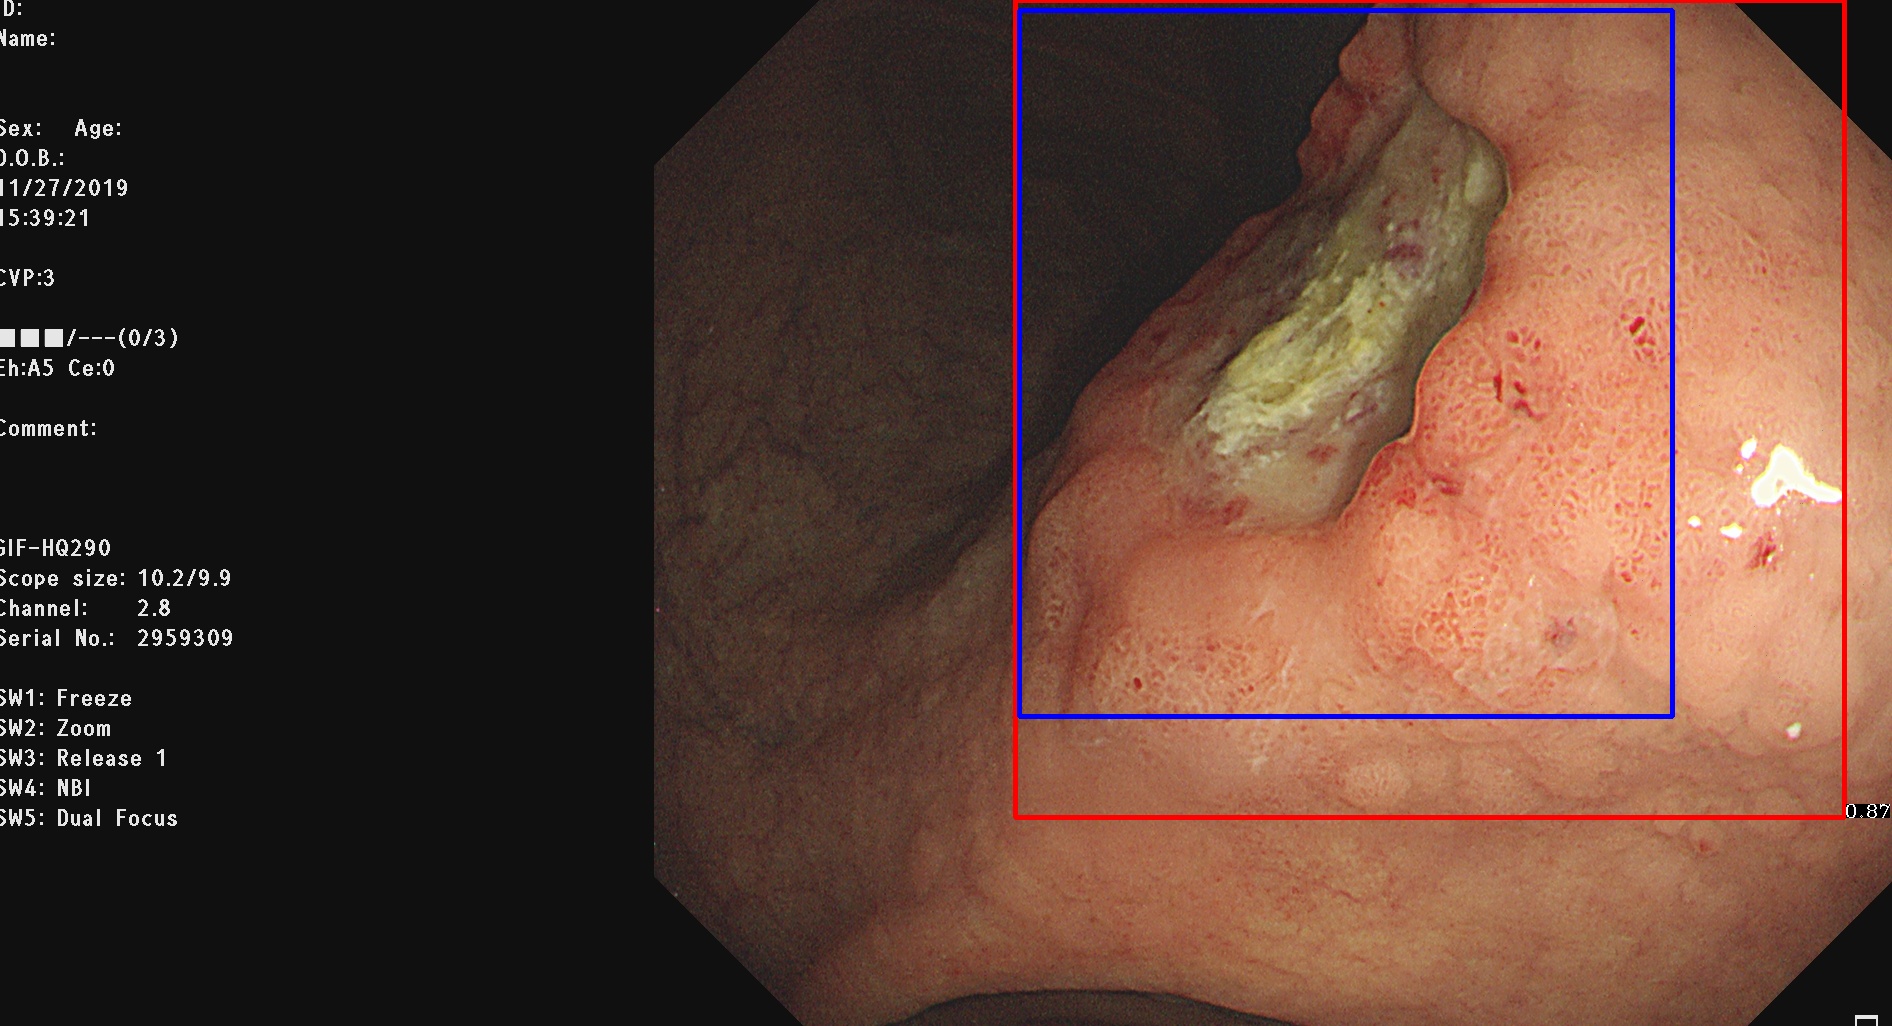 D:
Name:
Sex: Age:
D.O.B.:
11/27/2019
15:39:21
CVP:3
■■■/---(0/3)
Eh:A5 Ce:0
Comment:
GIF-HQ290
Scope size: 10.2/9.9
Channel: 2.8
Serial No.: 2959309
SW1: Freeze
SW2: Zoom
SW3: Release 1
SW4: NBI
SW5: Dual Focus
0.87